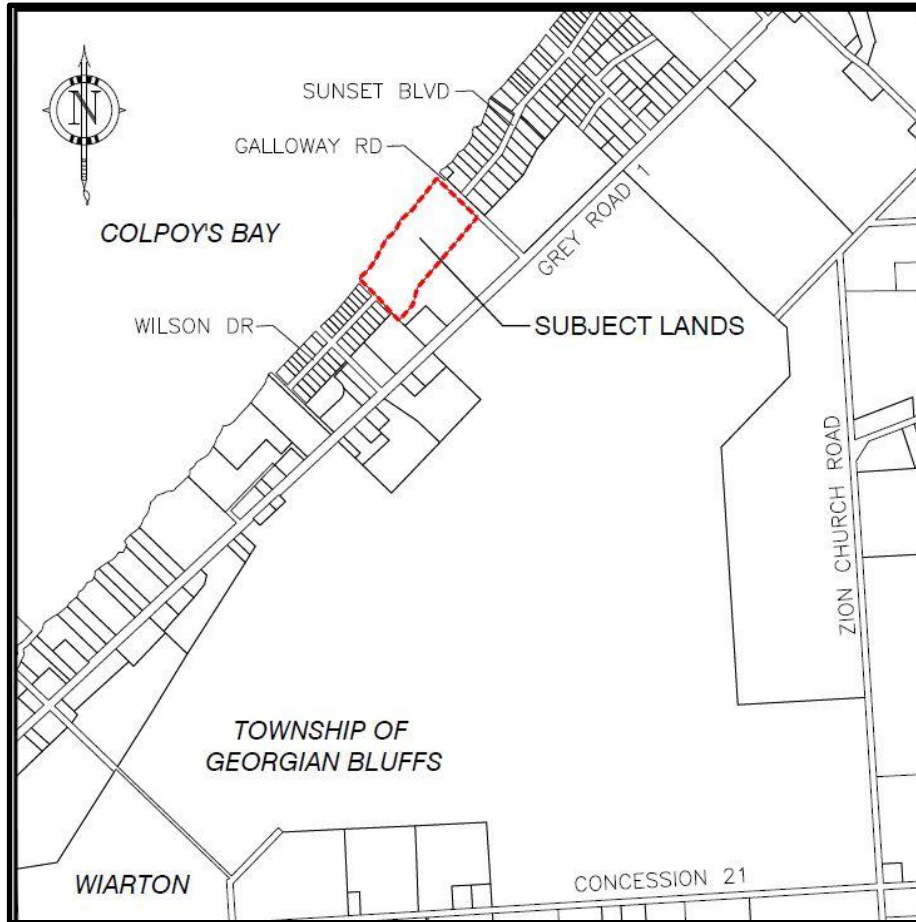 SUNSET BLVD
N
GALLOWAY RD
COLPOY'S BAY
GREY ROAD 1
WILSON DR
SUBJECT LANDS
ZION CHURCH ROAD
TOWNSHIP OF
GEORGIAN BLUFFS
WIARTON
CONCESSION 21